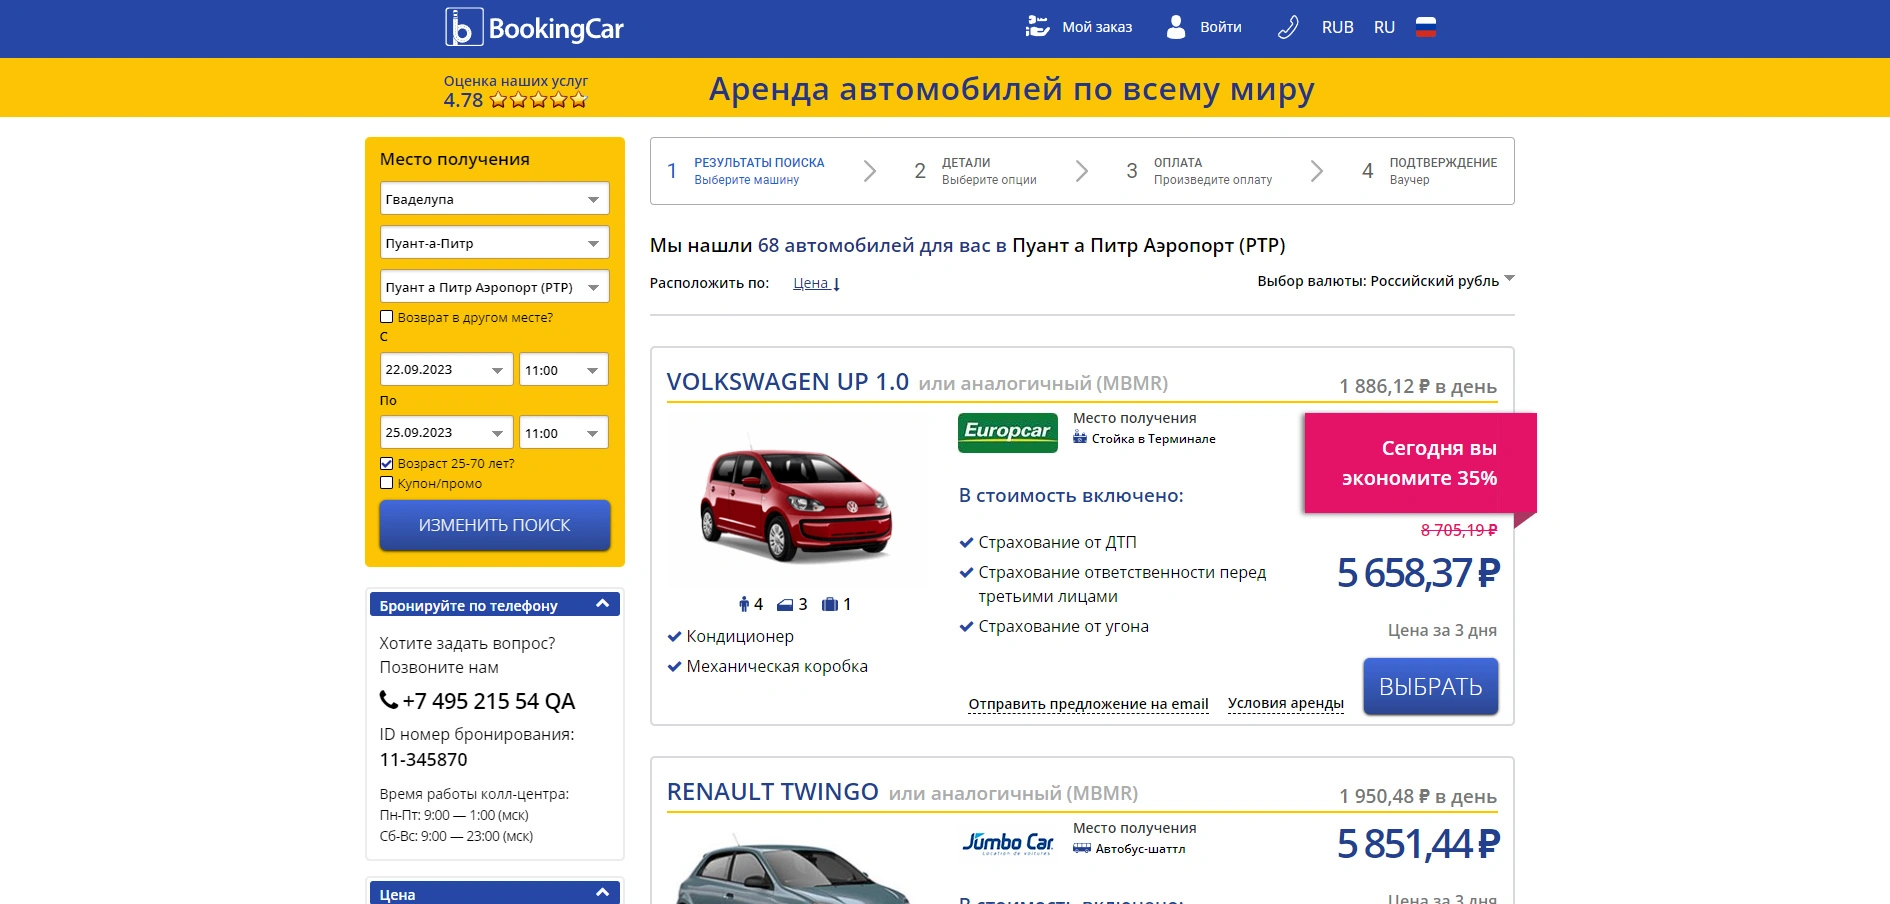 BookingCar
Мой заказ
Войти
RUB
RU
Оценка наших услуг
4.78
Аренда автомобилей по всему миру
Место получения
Гваделупа
Пуант-а-Питр
Пуант а Питр Аэропорт (PTP)
Возврат в другом месте?
С
22.09.2023
11:00
По
25.09.2023
11:00
Возраст 25-70 лет?
Купон/промо
ИЗМЕНИТЬ ПОИСК
Бронируйте по телефону
Хотите задать вопрос?
Позвоните нам
+7 495 215 54 QA
ID номер бронирования:
11-345870
Время работы колл-центра:
Пн-Пт: 9:00 — 1:00 (мск)
Сб-Вс: 9:00 — 23:00 (мск)
Цена
1 РЕЗУЛЬТАТЫ ПОИСКА
Выберите машину
2 ДЕТАЛИ
Выберите опции
3 ОПЛАТА
Произведите оплату
4 ПОДТВЕРЖДЕНИЕ
Ваучер
Мы нашли 68 автомобилей для вас в Пуант а Питр Аэропорт (PTP)
Расположить по: Цена
Выбор валюты: Российский рубль
VOLKSWAGEN UP 1.0 или аналогичный (MBMR)
1 886,12 ₽ в день
Europcar
Место получения
Стойка в Терминале
Сегодня вы
экономите 35%
В стоимость включено:
Страхование от ДТП
Страхование ответственности перед
третьими лицами
Страхование от угона
8 705,19 ₽
5 658,37 ₽
Цена за 3 дня
4 3 1
Кондиционер
Механическая коробка
Отправить предложение на email
Условия аренды
ВЫБРАТЬ
RENAULT TWINGO или аналогичный (MBMR)
1 950,48 ₽ в день
Jumbo Car
Location de voitures
Место получения
Автобус-шаттл
5 851,44 ₽
В стоимость включено:
Цена за 3 дня